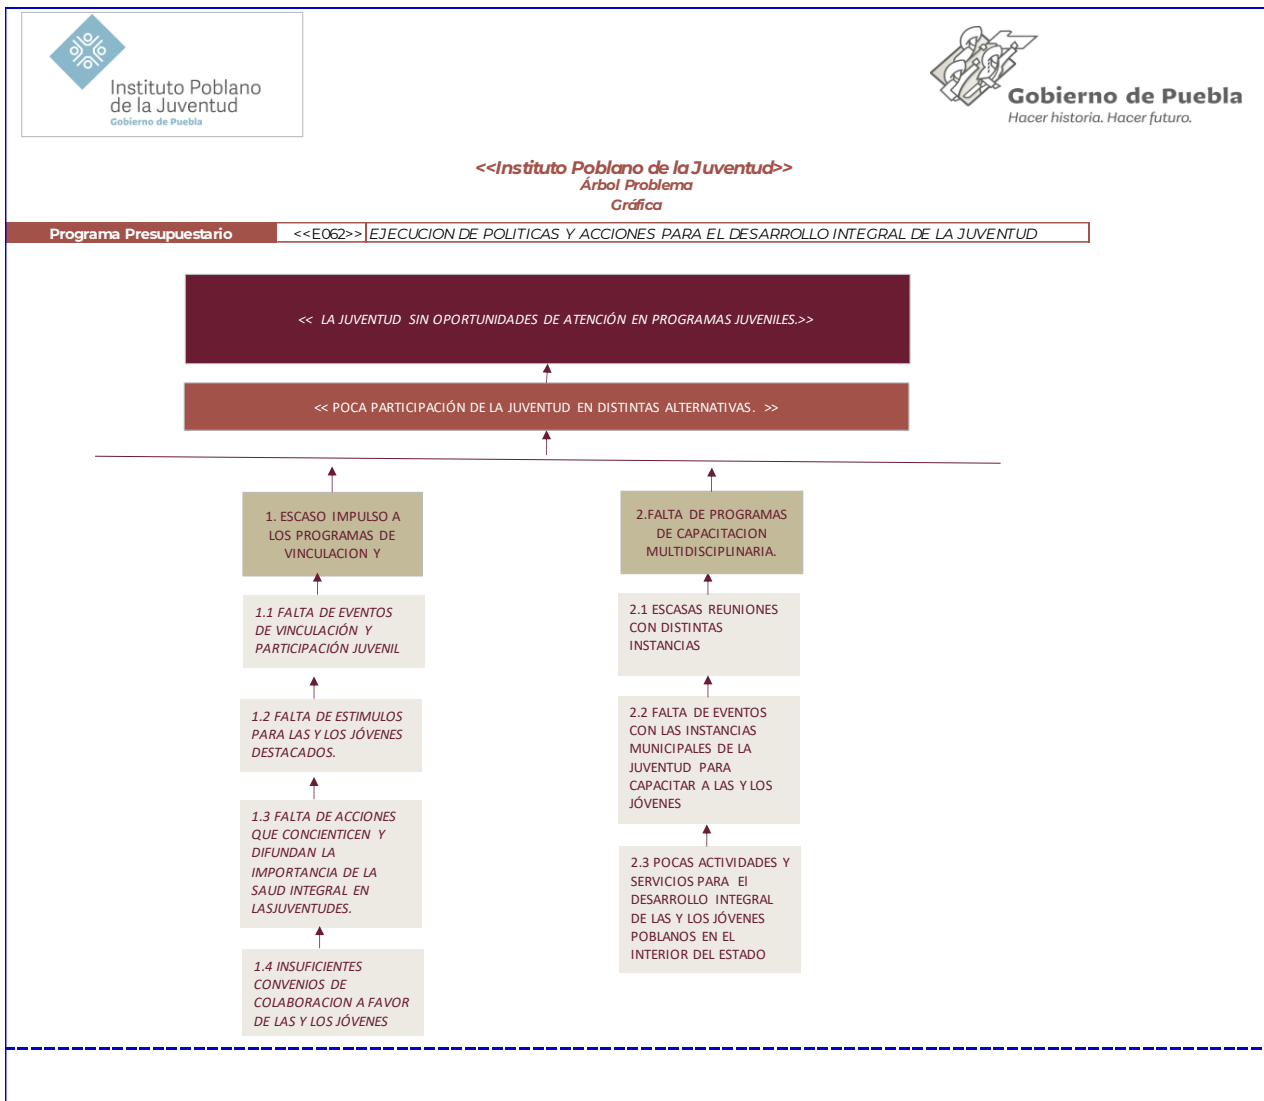 Instituto Poblano
de la Juventud
Gobierno de Puebla
Gobierno de Puebla
Hacer historia. Hacer futuro.
<<Instituto Poblano de la Juventud>>
Árbol Problema
Gráfica
Programa Presupuestario <<E062>> EJECUCION DE POLITICAS Y ACCIONES PARA EL DESARROLLO INTEGRAL DE LA JUVENTUD
<< LA JUVENTUD SIN OPORTUNIDADES DE ATENCIÓN EN PROGRAMAS JUVENILES.>>
<< POCA PARTICIPACIÓN DE LA JUVENTUD EN DISTINTAS ALTERNATIVAS. >>
1. ESCASO IMPULSO A
LOS PROGRAMAS DE
VINCULACION Y
1.1 FALTA DE EVENTOS
DE VINCULACIÓN Y
PARTICIPACIÓN JUVENIL
1.2 FALTA DE ESTIMULOS
PARA LAS Y LOS JÓVENES
DESTACADOS.
1.3 FALTA DE ACCIONES
QUE CONCIENTICEN Y
DIFUNDAN LA
IMPORTANCIA DE LA
SAUD INTEGRAL EN
LASJUVENTUDES.
1.4 INSUFICIENTES
CONVENIOS DE
COLABORACION A FAVOR
DE LAS Y LOS JÓVENES
2.FALTA DE PROGRAMAS
DE CAPACITACION
MULTIDISCIPLINARIA.
2.1 ESCASAS REUNIONES
CON DISTINTAS
INSTANCIAS
2.2 FALTA DE EVENTOS
CON LAS INSTANCIAS
MUNICIPALES DE LA
JUVENTUD PARA
CAPACITAR A LAS Y LOS
JÓVENES
2.3 POCAS ACTIVIDADES Y
SERVICIOS PARA El
DESARROLLO INTEGRAL
DE LAS Y LOS JÓVENES
POBLANOS EN EL
INTERIOR DEL ESTADO